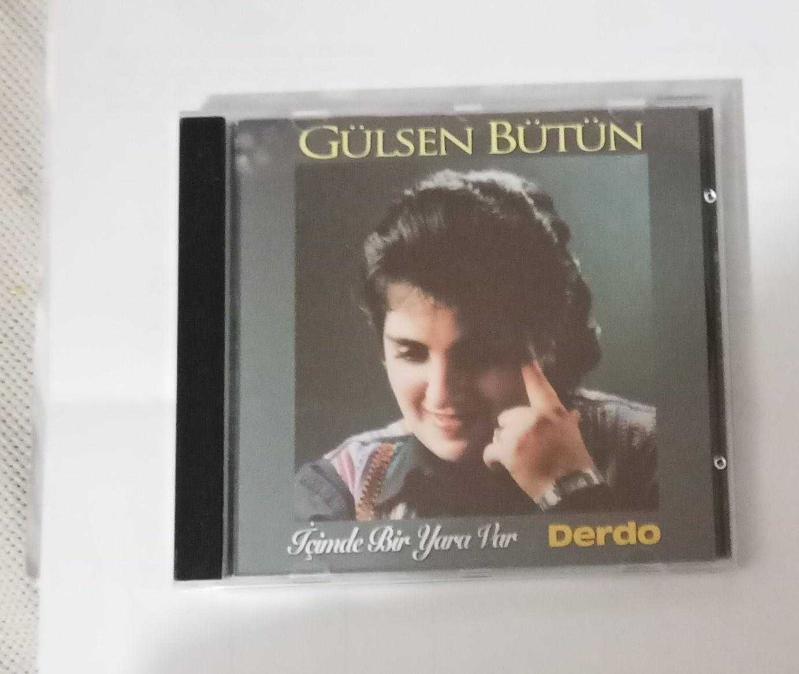 GÜLSEN BÜTÜN
İçimde Bir Yara Var Derdo